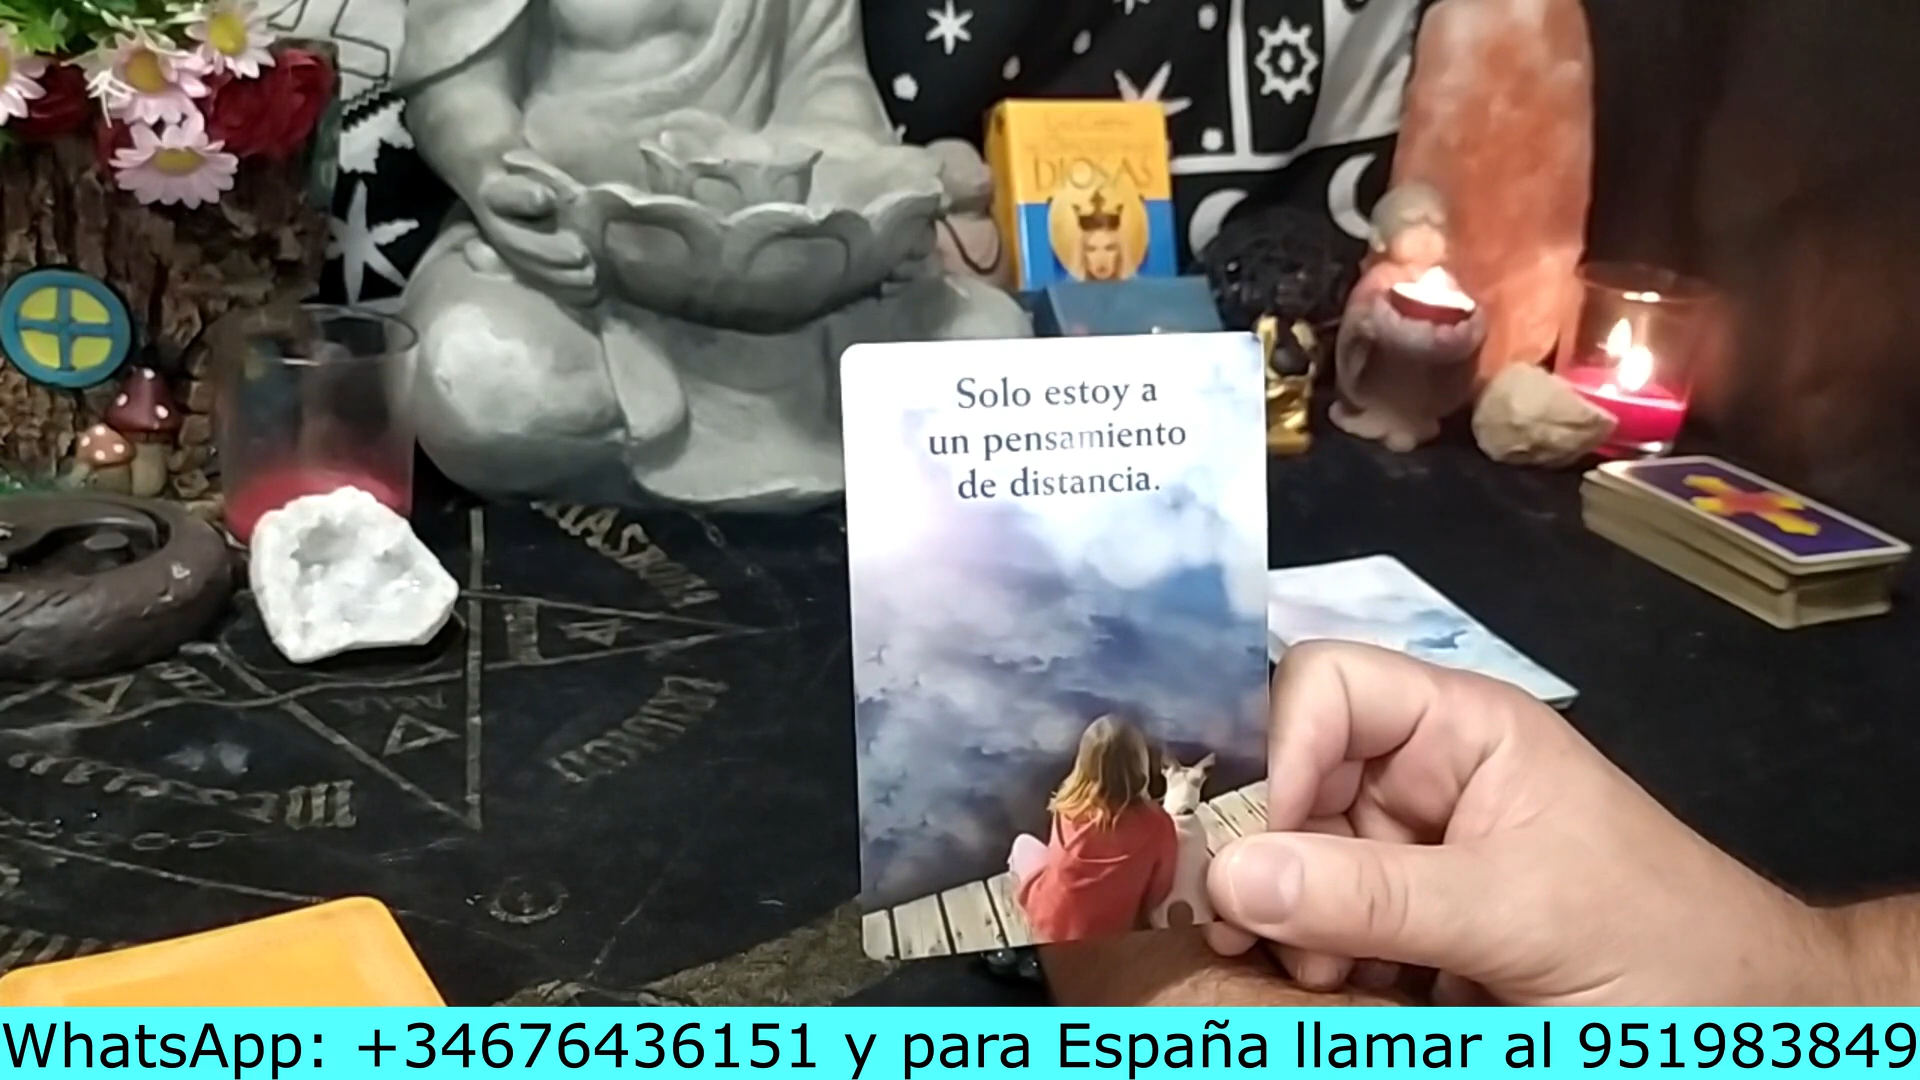 DIOSAS
Solo estoy a
un pensamiento
de distancia.
WhatsApp: +34676436151 y para España llamar al 951983849